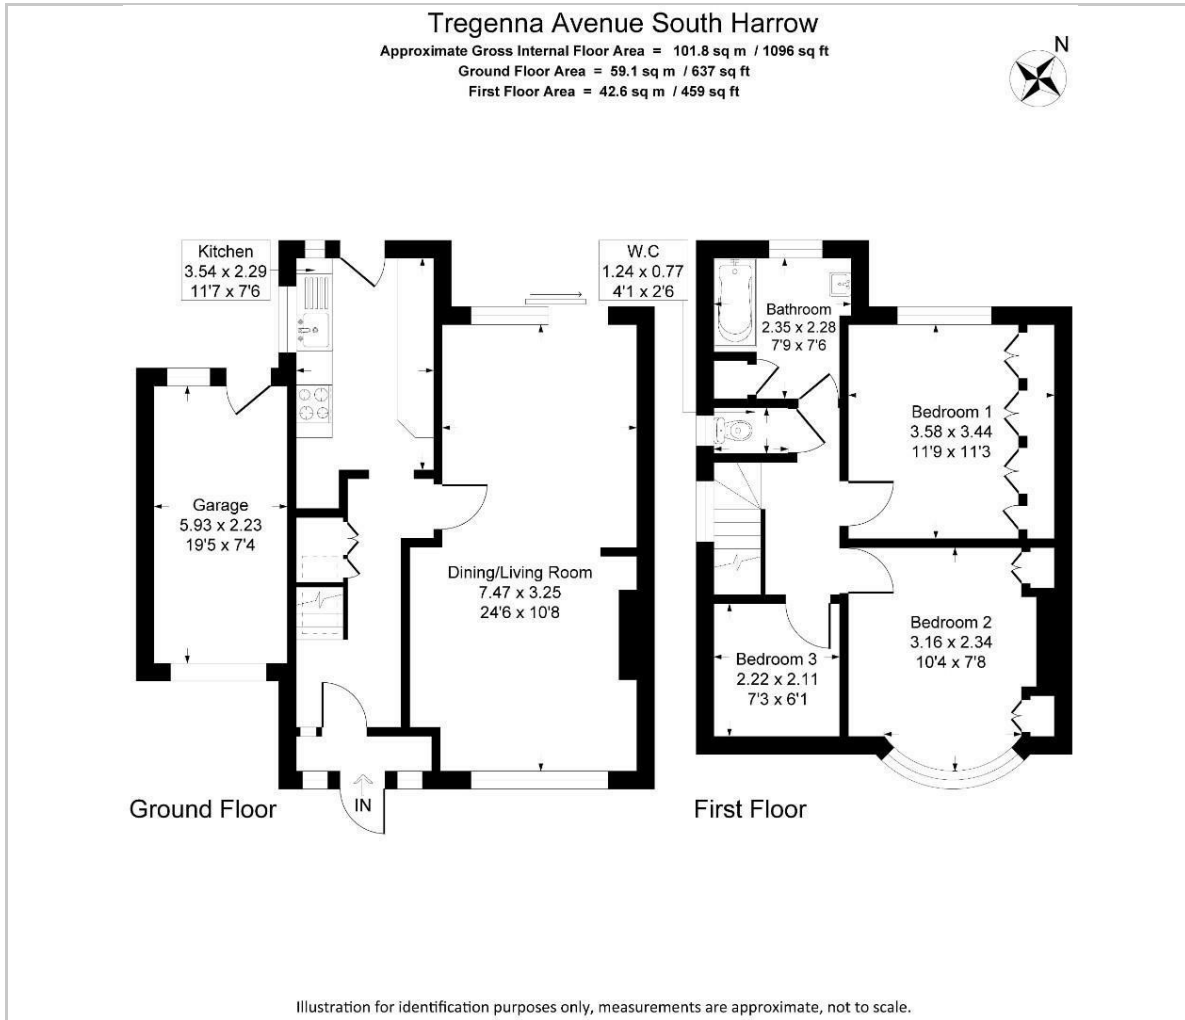 Tregenna Avenue South Harrow
Approximate Gross Internal Floor Area = 101.8 sq m / 1096 sq ft
Ground Floor Area = 59.1 sq m / 637 sq ft
First Floor Area = 42.6 sq m / 459 sq ft
N
Kitchen
3.54 x 2.29
11'7 x 7'6
W.C
1.24 x 0.77
4'1 x 2'6
Bathroom
2.35 x 2.28
7'9 x 7'6
Bedroom 1
3.58 x 3.44
11'9 x 11'3
Garage
5.93 x 2.23
19'5 x 7'4
Dining/Living Room
7.47 x 3.25
24'6 x 10'8
Bedroom 2
3.16 x 2.34
10'4 x 7'8
Bedroom 3
2.22 x 2.11
7'3 x 6'1
IN
Ground Floor
First Floor
Illustration for identification purposes only, measurements are approximate, not to scale.